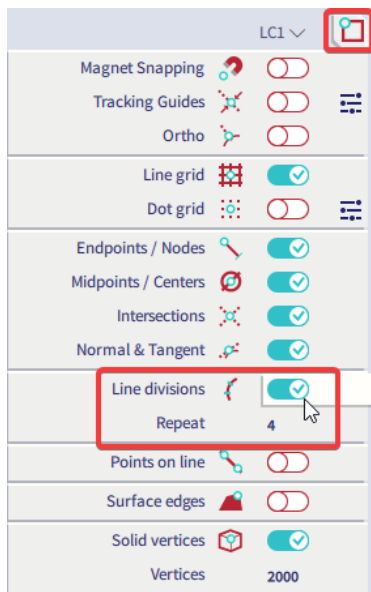 LC1
Magnet Snapping
Tracking Guides
Ortho
Line grid
Dot grid
Endpoints / Nodes
Midpoints / Centers
Intersections
Normal & Tangent
Line divisions
Repeat 4
Points on line
Surface edges
Solid vertices
Vertices 2000